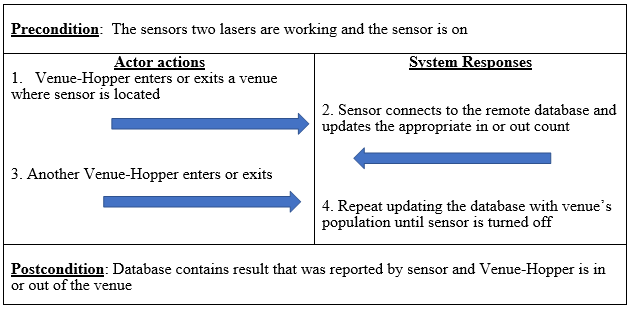 Precondition:  The sensors two lasers are working and the sensor is on
Actor actions
1.   Venue-Hopper enters or exits a venue
where sensor is located
3. Another Venue-Hopper enters or exits
System Responses
2. Sensor connects to the remote database and
updates the appropriate in or out count
4. Repeat updating the database with venue’s
population until sensor is turned off
Postcondition: Database contains result that was reported by sensor and Venue-Hopper is in
or out of the venue